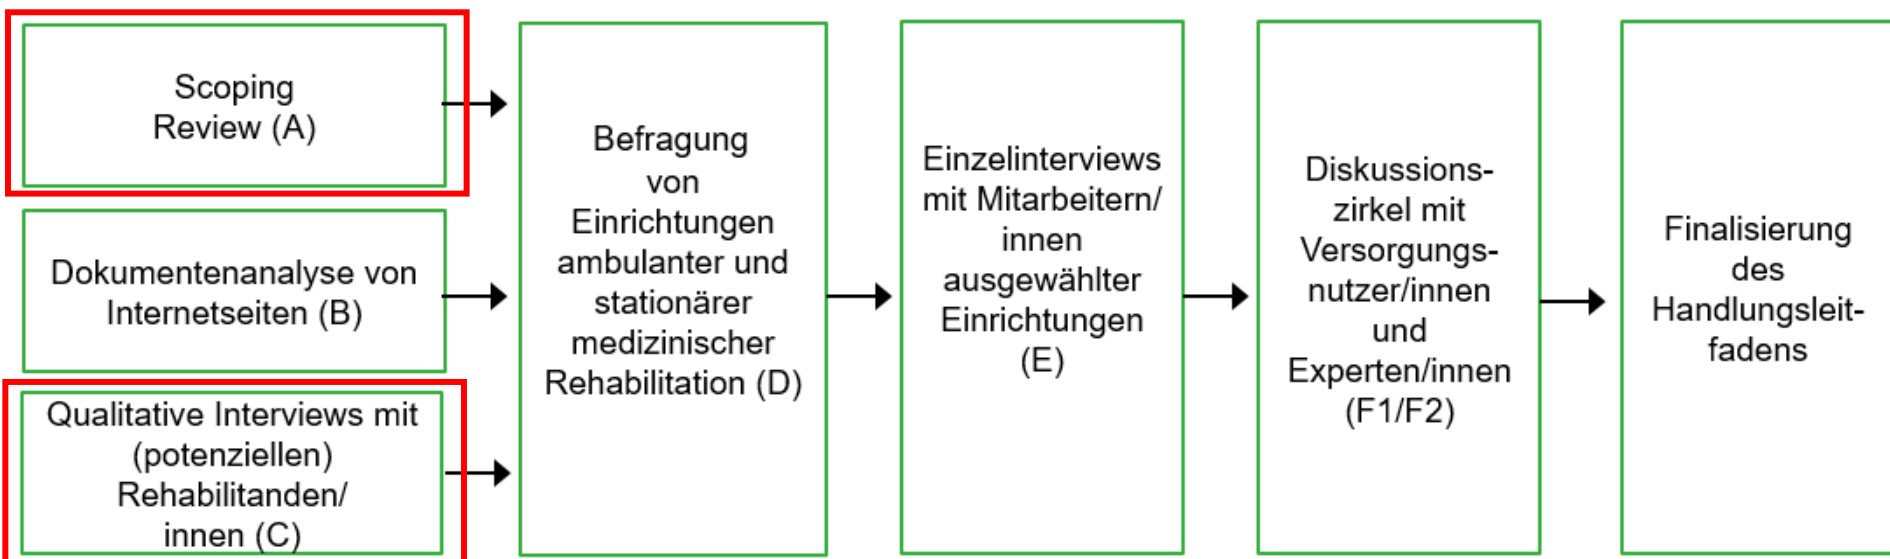 Scoping
Review (A)
Dokumentenanalyse von
Internetseiten (B)
Qualitative Interviews mit
(potenziellen)
Rehabilitanden/
innen (C)
Befragung
von
Einrichtungen
ambulanter und
stationärer
medizinischer
Rehabilitation (D)
Einzelinterviews
mit Mitarbeitern/
innen
ausgewählter
Einrichtungen
(E)
Diskussions-
zirkel mit
Versorgungs-
nutzer/innen
und
Experten/innen
(F1/F2)
Finalisierung
des
Handlungsleit-
fadens